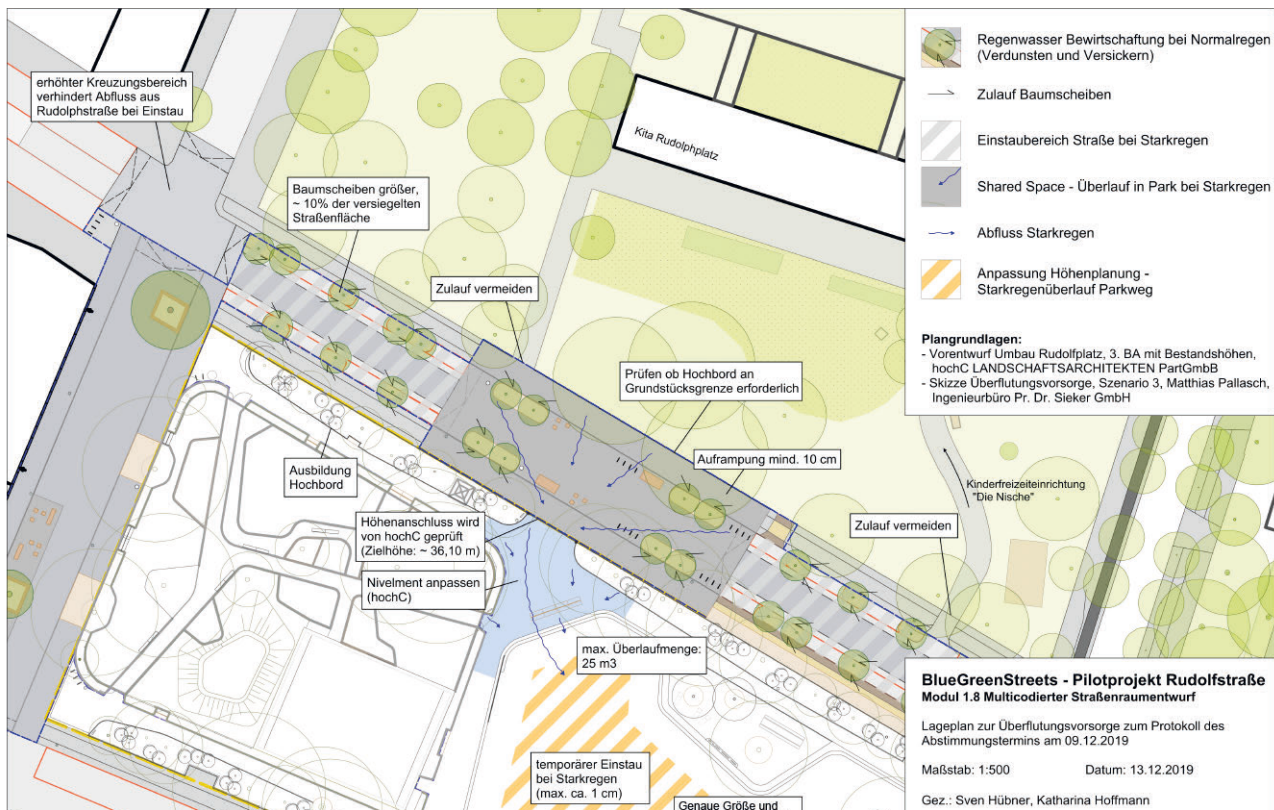 erhöhter Kreuzungsbereich
verhindert Abfluss aus
Rudolphstraße bei Einstau
Baumscheiben größer,
~ 10% der versiegelten
Straßenfläche
Zulauf vermeiden
Kita Rudolphplatz
Prüfen ob Hochbord an
Grundstücksgrenze erforderlich
Auframpung mind. 10 cm
Ausbildung
Hochbord
Höhenanschluss wird
von hochC geprüft
(Zielhöhe: ~ 36,10 m)
Nivelment anpassen
(hochC)
Kinderfreizeiteinrichtung
"Die Nische"
Zulauf vermeiden
max. Überlaufmenge:
25 m3
temporärer Einstau
bei Starkregen
(max. ca. 1 cm)
Genaue Größe und
Regenwasser Bewirtschaftung bei Normalregen
(Verdunsten und Versickern)
Zulauf Baumscheiben
Einstaubereich Straße bei Starkregen
Shared Space - Überlauf in Park bei Starkregen
Abfluss Starkregen
Anpassung Höhenplanung -
Starkregenüberlauf Parkweg
Plangrundlagen:
- Vorentwurf Umbau Rudolfplatz, 3. BA mit Bestandshöhen,
hochC LANDSCHAFTSARCHITEKTEN PartGmbB
- Skizze Überflutungsvorsorge, Szenario 3, Matthias Pallasch,
Ingenieurbüro Pr. Dr. Sieker GmbH
BlueGreenStreets - Pilotprojekt Rudolfstraße
Modul 1.8 Multicodierter Straßenraumentwurf
Lageplan zur Überflutungsvorsorge zum Protokoll des
Abstimmungstermins am 09.12.2019
Maßstab: 1:500 Datum: 13.12.2019
Gez.: Sven Hübner, Katharina Hoffmann